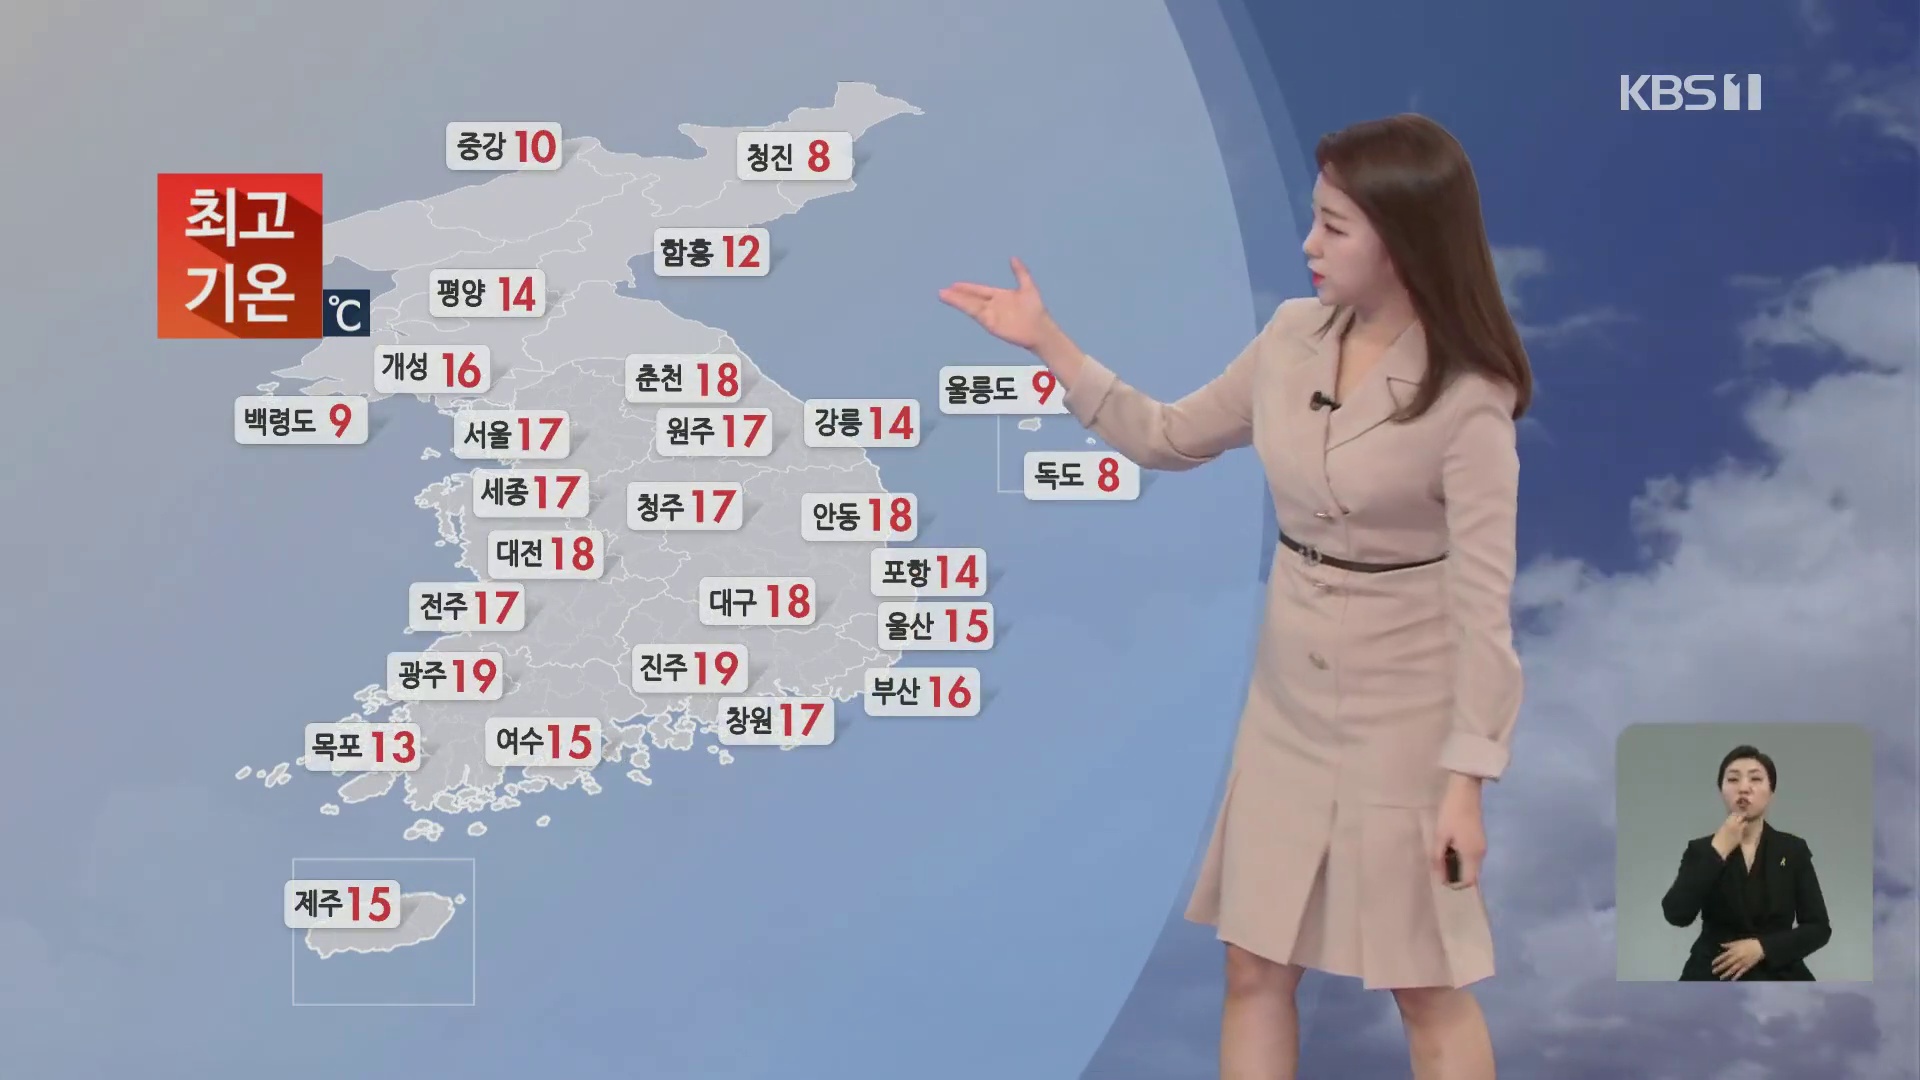 KBS 1
중강 10
청진 8
최고
기온
℃
함흥 12
평양 14
개성 16
춘천 18
울릉도 9
백령도 9
서울 17
원주 17
강릉 14
독도 8
세종 17
청주 17
안동 18
대전 18
포항 14
전주 17
대구 18
울산 15
광주 19
진주 19
부산 16
창원 17
목포 13
여수 15
제주 15